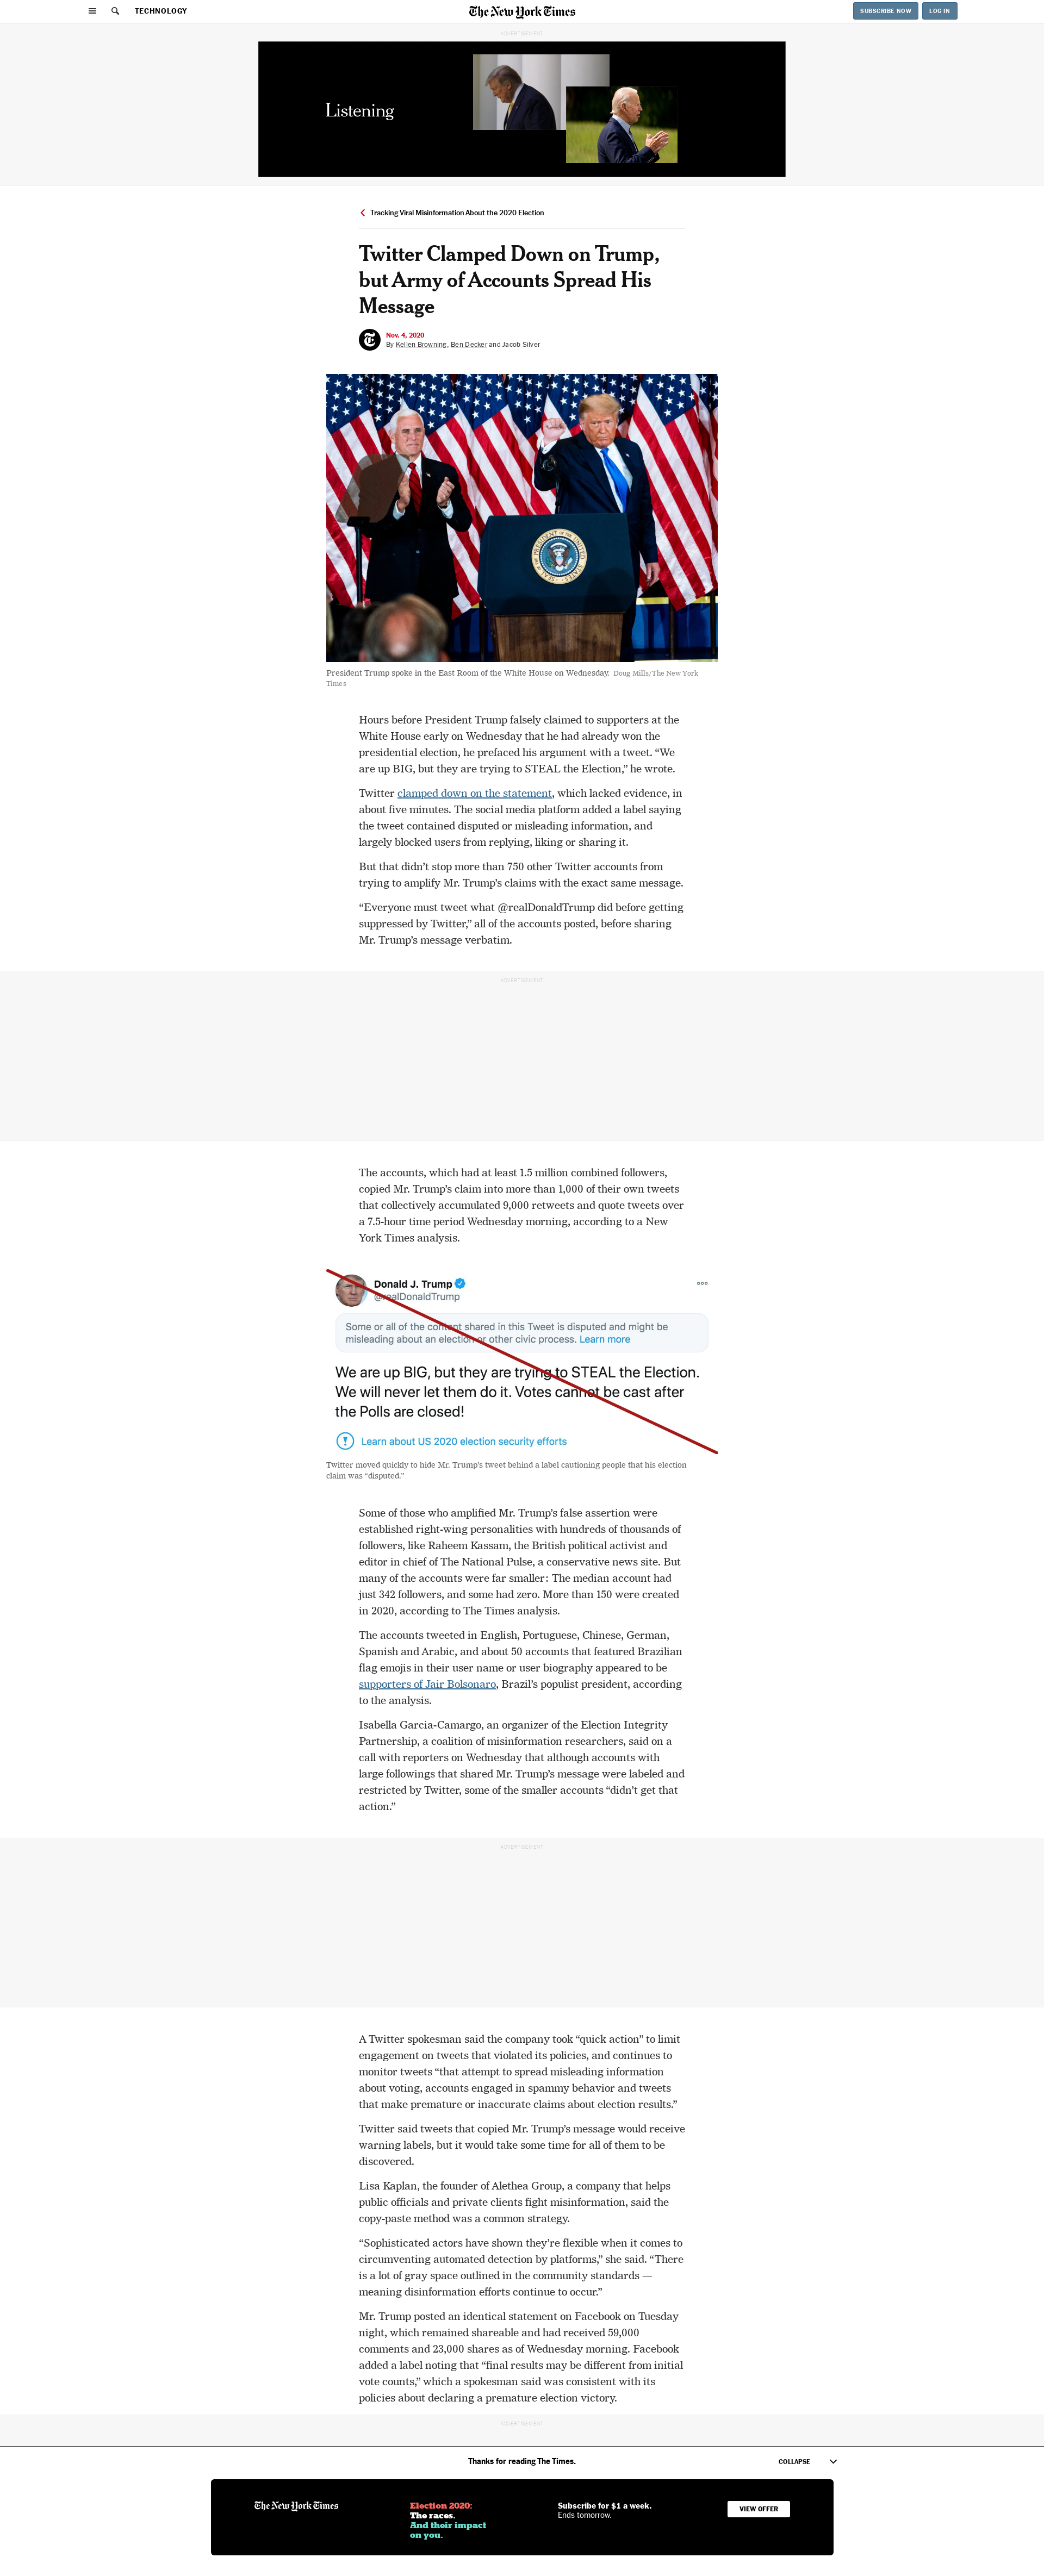 TECHNOLOGY
The New York Times
SUBSCRIBE NOW
LOG IN
ADVERTISEMENT
Listening
Tracking Viral Misinformation About the 2020 Election
Twitter Clamped Down on Trump,
but Army of Accounts Spread His
Message
Nov. 4, 2020
By Kellen Browning, Ben Decker and Jacob Silver
President Trump spoke in the East Room of the White House on Wednesday. Doug Mills/The New York
Times
Hours before President Trump falsely claimed to supporters at the
White House early on Wednesday that he had already won the
presidential election, he prefaced his argument with a tweet. “We
are up BIG, but they are trying to STEAL the Election,” he wrote.
Twitter clamped down on the statement, which lacked evidence, in
about five minutes. The social media platform added a label saying
the tweet contained disputed or misleading information, and
largely blocked users from replying, liking or sharing it.
But that didn’t stop more than 750 other Twitter accounts from
trying to amplify Mr. Trump’s claims with the exact same message.
“Everyone must tweet what @realDonaldTrump did before getting
suppressed by Twitter,” all of the accounts posted, before sharing
Mr. Trump’s message verbatim.
ADVERTISEMENT
The accounts, which had at least 1.5 million combined followers,
copied Mr. Trump’s claim into more than 1,000 of their own tweets
that collectively accumulated 9,000 retweets and quote tweets over
a 7.5-hour time period Wednesday morning, according to a New
York Times analysis.
Donald J. Trump
@realDonaldTrump
Some or all of the content shared in this Tweet is disputed and might be
misleading about an election or other civic process. Learn more
We are up BIG, but they are trying to STEAL the Election.
We will never let them do it. Votes cannot be cast after
the Polls are closed!
Learn about US 2020 election security efforts
Twitter moved quickly to hide Mr. Trump’s tweet behind a label cautioning people that his election
claim was “disputed.”
Some of those who amplified Mr. Trump’s false assertion were
established right-wing personalities with hundreds of thousands of
followers, like Raheem Kassam, the British political activist and
editor in chief of The National Pulse, a conservative news site. But
many of the accounts were far smaller: The median account had
just 342 followers, and some had zero. More than 150 were created
in 2020, according to The Times analysis.
The accounts tweeted in English, Portuguese, Chinese, German,
Spanish and Arabic, and about 50 accounts that featured Brazilian
flag emojis in their user name or user biography appeared to be
supporters of Jair Bolsonaro, Brazil’s populist president, according
to the analysis.
Isabella Garcia-Camargo, an organizer of the Election Integrity
Partnership, a coalition of misinformation researchers, said on a
call with reporters on Wednesday that although accounts with
large followings that shared Mr. Trump’s message were labeled and
restricted by Twitter, some of the smaller accounts “didn’t get that
action.”
ADVERTISEMENT
A Twitter spokesman said the company took “quick action” to limit
engagement on tweets that violated its policies, and continues to
monitor tweets “that attempt to spread misleading information
about voting, accounts engaged in spammy behavior and tweets
that make premature or inaccurate claims about election results.”
Twitter said tweets that copied Mr. Trump’s message would receive
warning labels, but it would take some time for all of them to be
discovered.
Lisa Kaplan, the founder of Alethea Group, a company that helps
public officials and private clients fight misinformation, said the
copy-paste method was a common strategy.
“Sophisticated actors have shown they’re flexible when it comes to
circumventing automated detection by platforms,” she said. “There
is a lot of gray space outlined in the community standards —
meaning disinformation efforts continue to occur.”
Mr. Trump posted an identical statement on Facebook on Tuesday
night, which remained shareable and had received 59,000
comments and 23,000 shares as of Wednesday morning. Facebook
added a label noting that “final results may be different from initial
vote counts,” which a spokesman said was consistent with its
policies about declaring a premature election victory.
ADVERTISEMENT
Thanks for reading The Times.
COLLAPSE
The New York Times
Election 2020:
The races.
And their impact
on you.
Subscribe for $1 a week.
Ends tomorrow.
VIEW OFFER